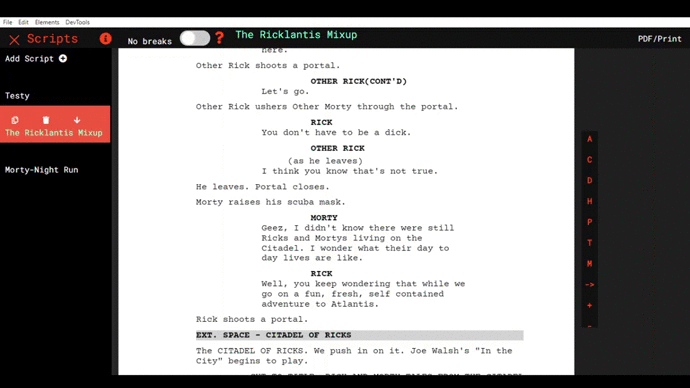 File Edit Elements DevTools
Scripts
No breaks
?
The Ricklantis Mixup
PDF/Print
Add Script
Testy
The Ricklantis Mixup
Morty-Night Run
here.
Other Rick shoots a portal.
OTHER RICK(CONT'D)
Let's go.
Other Rick ushers Other Morty through the portal.
RICK
You don't have to be a dick.
OTHER RICK
(as he leaves)
I think you know that's not true.
He leaves. Portal closes.
Morty raises his scuba mask.
MORTY
Geez, I didn't know there were still
Ricks and Mortys living on the
Citadel. I wonder what their day to
day lives are like.
RICK
Well, you keep wondering that while we
go on a fun, fresh, self contained
adventure to Atlantis.
Rick shoots a portal.
EXT. SPACE - CITADEL OF RICKS
The CITADEL OF RICKS. We push in on it. Joe Walsh's "In the
City" begins to play.
A
C
D
H
P
T
M
->
+
-